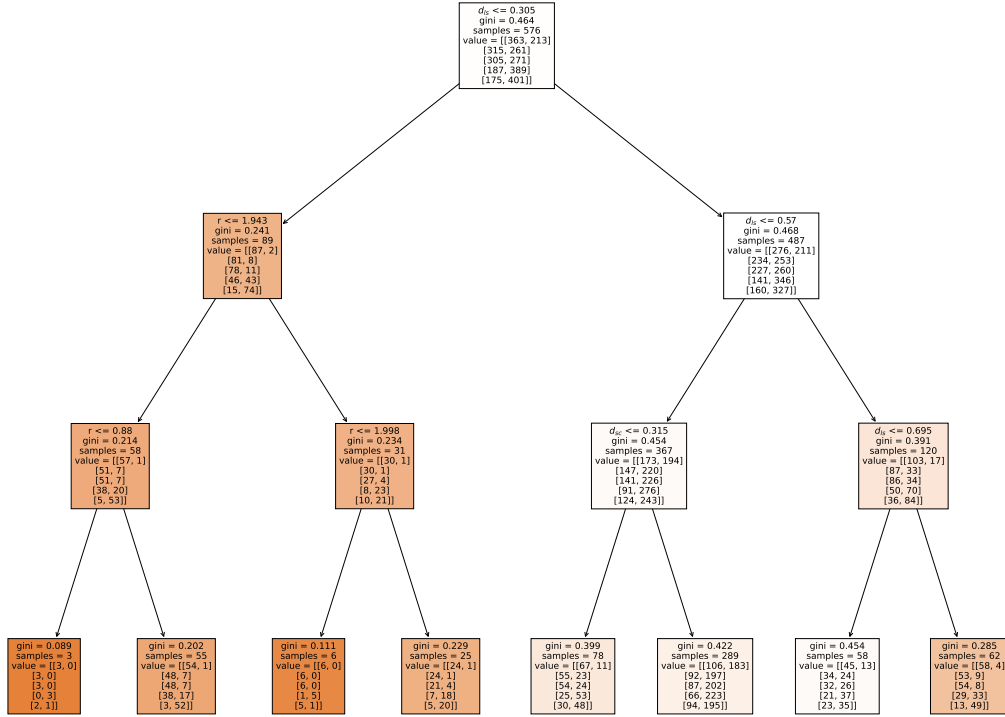 d_ls <= 0.305
gini = 0.464
samples = 576
value = [[363, 213]
[315, 261]
[305, 271]
[187, 389]
[175, 401]]
r <= 1.943
gini = 0.241
samples = 89
value = [[87, 2]
[81, 8]
[78, 11]
[46, 43]
[15, 74]]
d_ls <= 0.57
gini = 0.468
samples = 487
value = [[276, 211]
[234, 253]
[227, 260]
[141, 346]
[160, 327]]
r <= 0.88
gini = 0.214
samples = 58
value = [[57, 1]
[51, 7]
[51, 7]
[38, 20]
[5, 53]]
r <= 1.998
gini = 0.234
samples = 31
value = [[30, 1]
[30, 1]
[27, 4]
[8, 23]
[10, 21]]
d_sc <= 0.315
gini = 0.454
samples = 367
value = [[173, 194]
[147, 220]
[141, 226]
[91, 276]
[124, 243]]
d_ls <= 0.695
gini = 0.391
samples = 120
value = [[103, 17]
[87, 33]
[86, 34]
[50, 70]
[36, 84]]
gini = 0.089
samples = 3
value = [[3, 0]
[3, 0]
[3, 0]
[0, 3]
[2, 1]]
gini = 0.202
samples = 55
value = [[54, 1]
[48, 7]
[48, 7]
[38, 17]
[3, 52]]
gini = 0.111
samples = 6
value = [[6, 0]
[6, 0]
[6, 0]
[1, 5]
[5, 1]]
gini = 0.229
samples = 25
value = [[24, 1]
[24, 1]
[21, 4]
[7, 18]
[5, 20]]
gini = 0.399
samples = 78
value = [[67, 11]
[55, 23]
[54, 24]
[25, 53]
[30, 48]]
gini = 0.422
samples = 289
value = [[106, 183]
[92, 197]
[87, 202]
[66, 223]
[94, 195]]
gini = 0.454
samples = 58
value = [[45, 13]
[34, 24]
[32, 26]
[21, 37]
[23, 35]]
gini = 0.285
samples = 62
value = [[58, 4]
[53, 9]
[54, 8]
[29, 33]
[13, 49]]